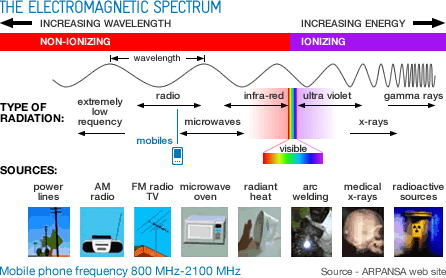 THE ELECTROMAGNETIC SPECTRUM
INCREASING WAVELENGTH INCREASING ENERGY
NON-IONIZING IONIZING
wavelength
TYPE OF RADIATION:
extremely low frequency
radio
infra-red
ultra violet
gamma rays
mobiles
microwaves
x-rays
visible
SOURCES:
power lines
AM radio
FM radio TV
microwave oven
radiant heat
arc welding
medical x-rays
radioactive sources
Mobile phone frequency 800 MHz-2100 MHz
Source - ARPANSA web site